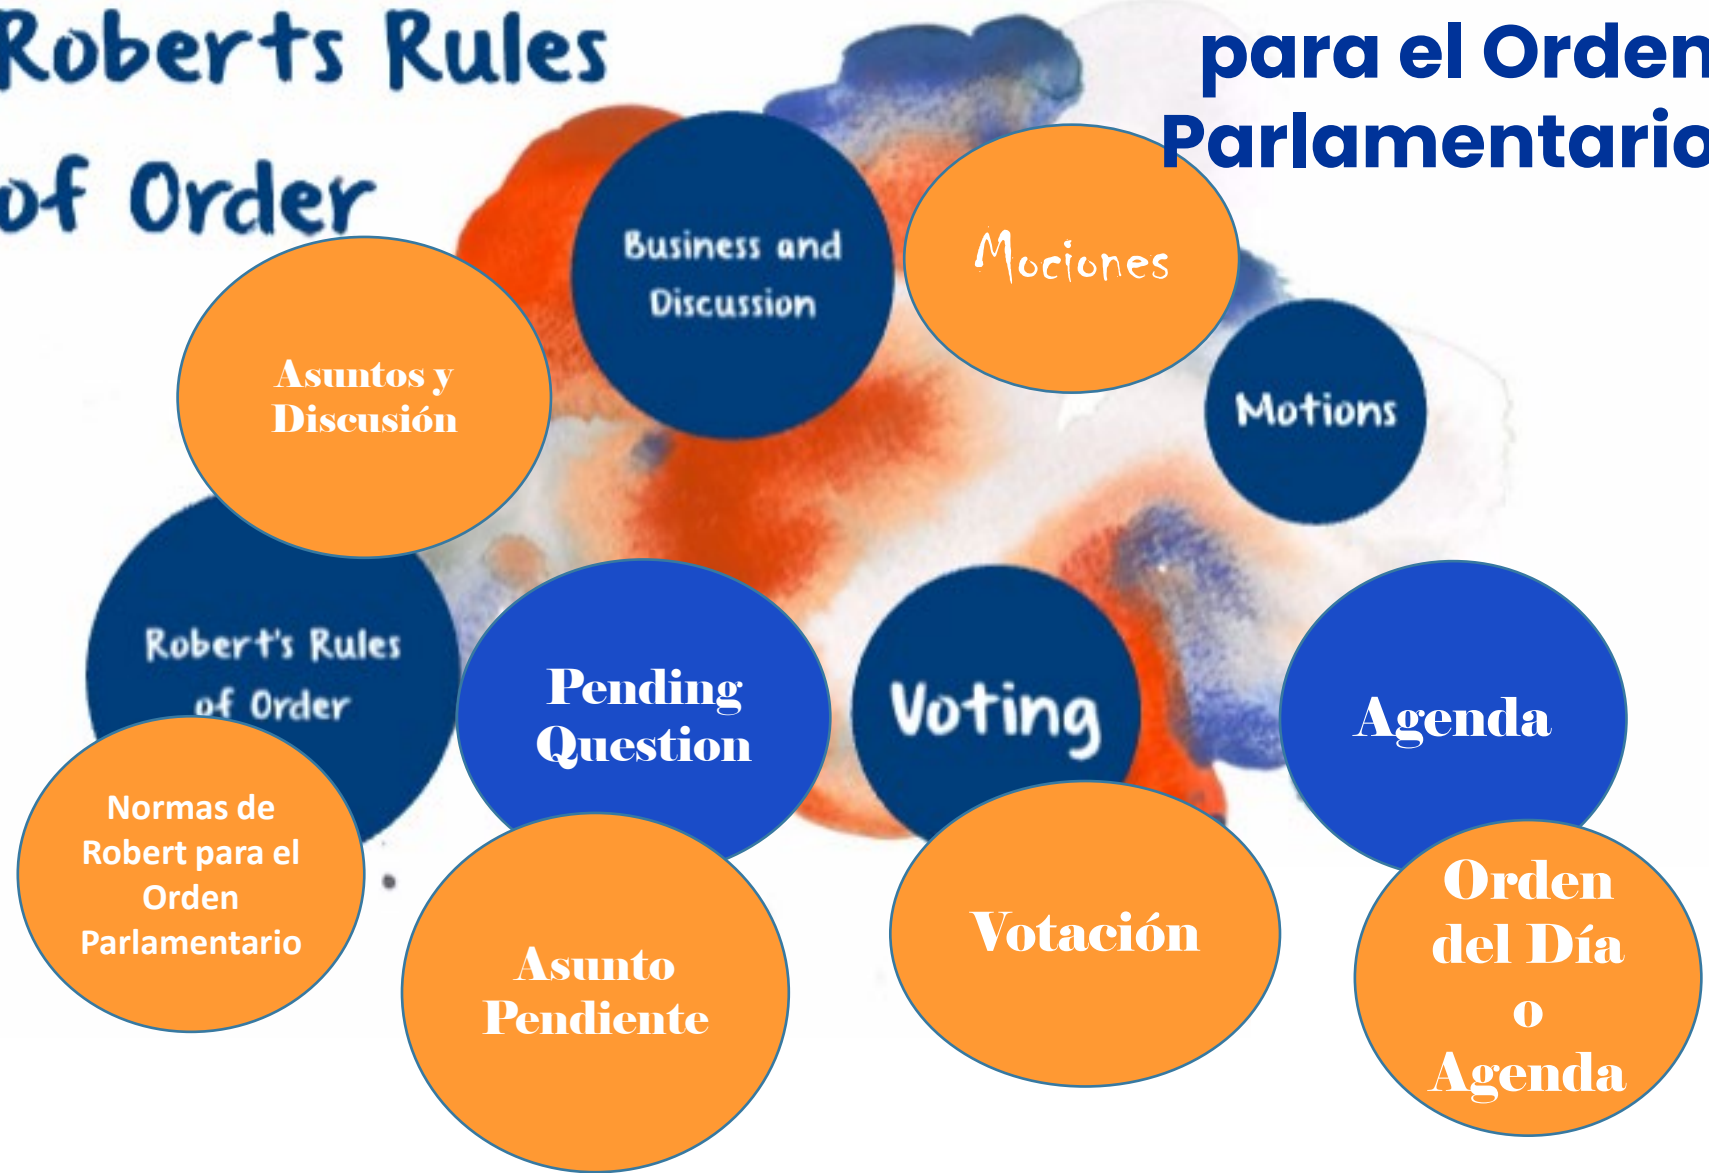 Roberts Rules
of Order
para el Orden
Parlamentario
Business and
Discussion
Mociones
Asuntos y
Discusión
Motions
Robert's Rules
of Order
Pending
Question
Voting
Agenda
Normas de
Robert para el
Orden
Parlamentario
Asunto
Pendiente
Votación
Orden
del Día
o
Agenda